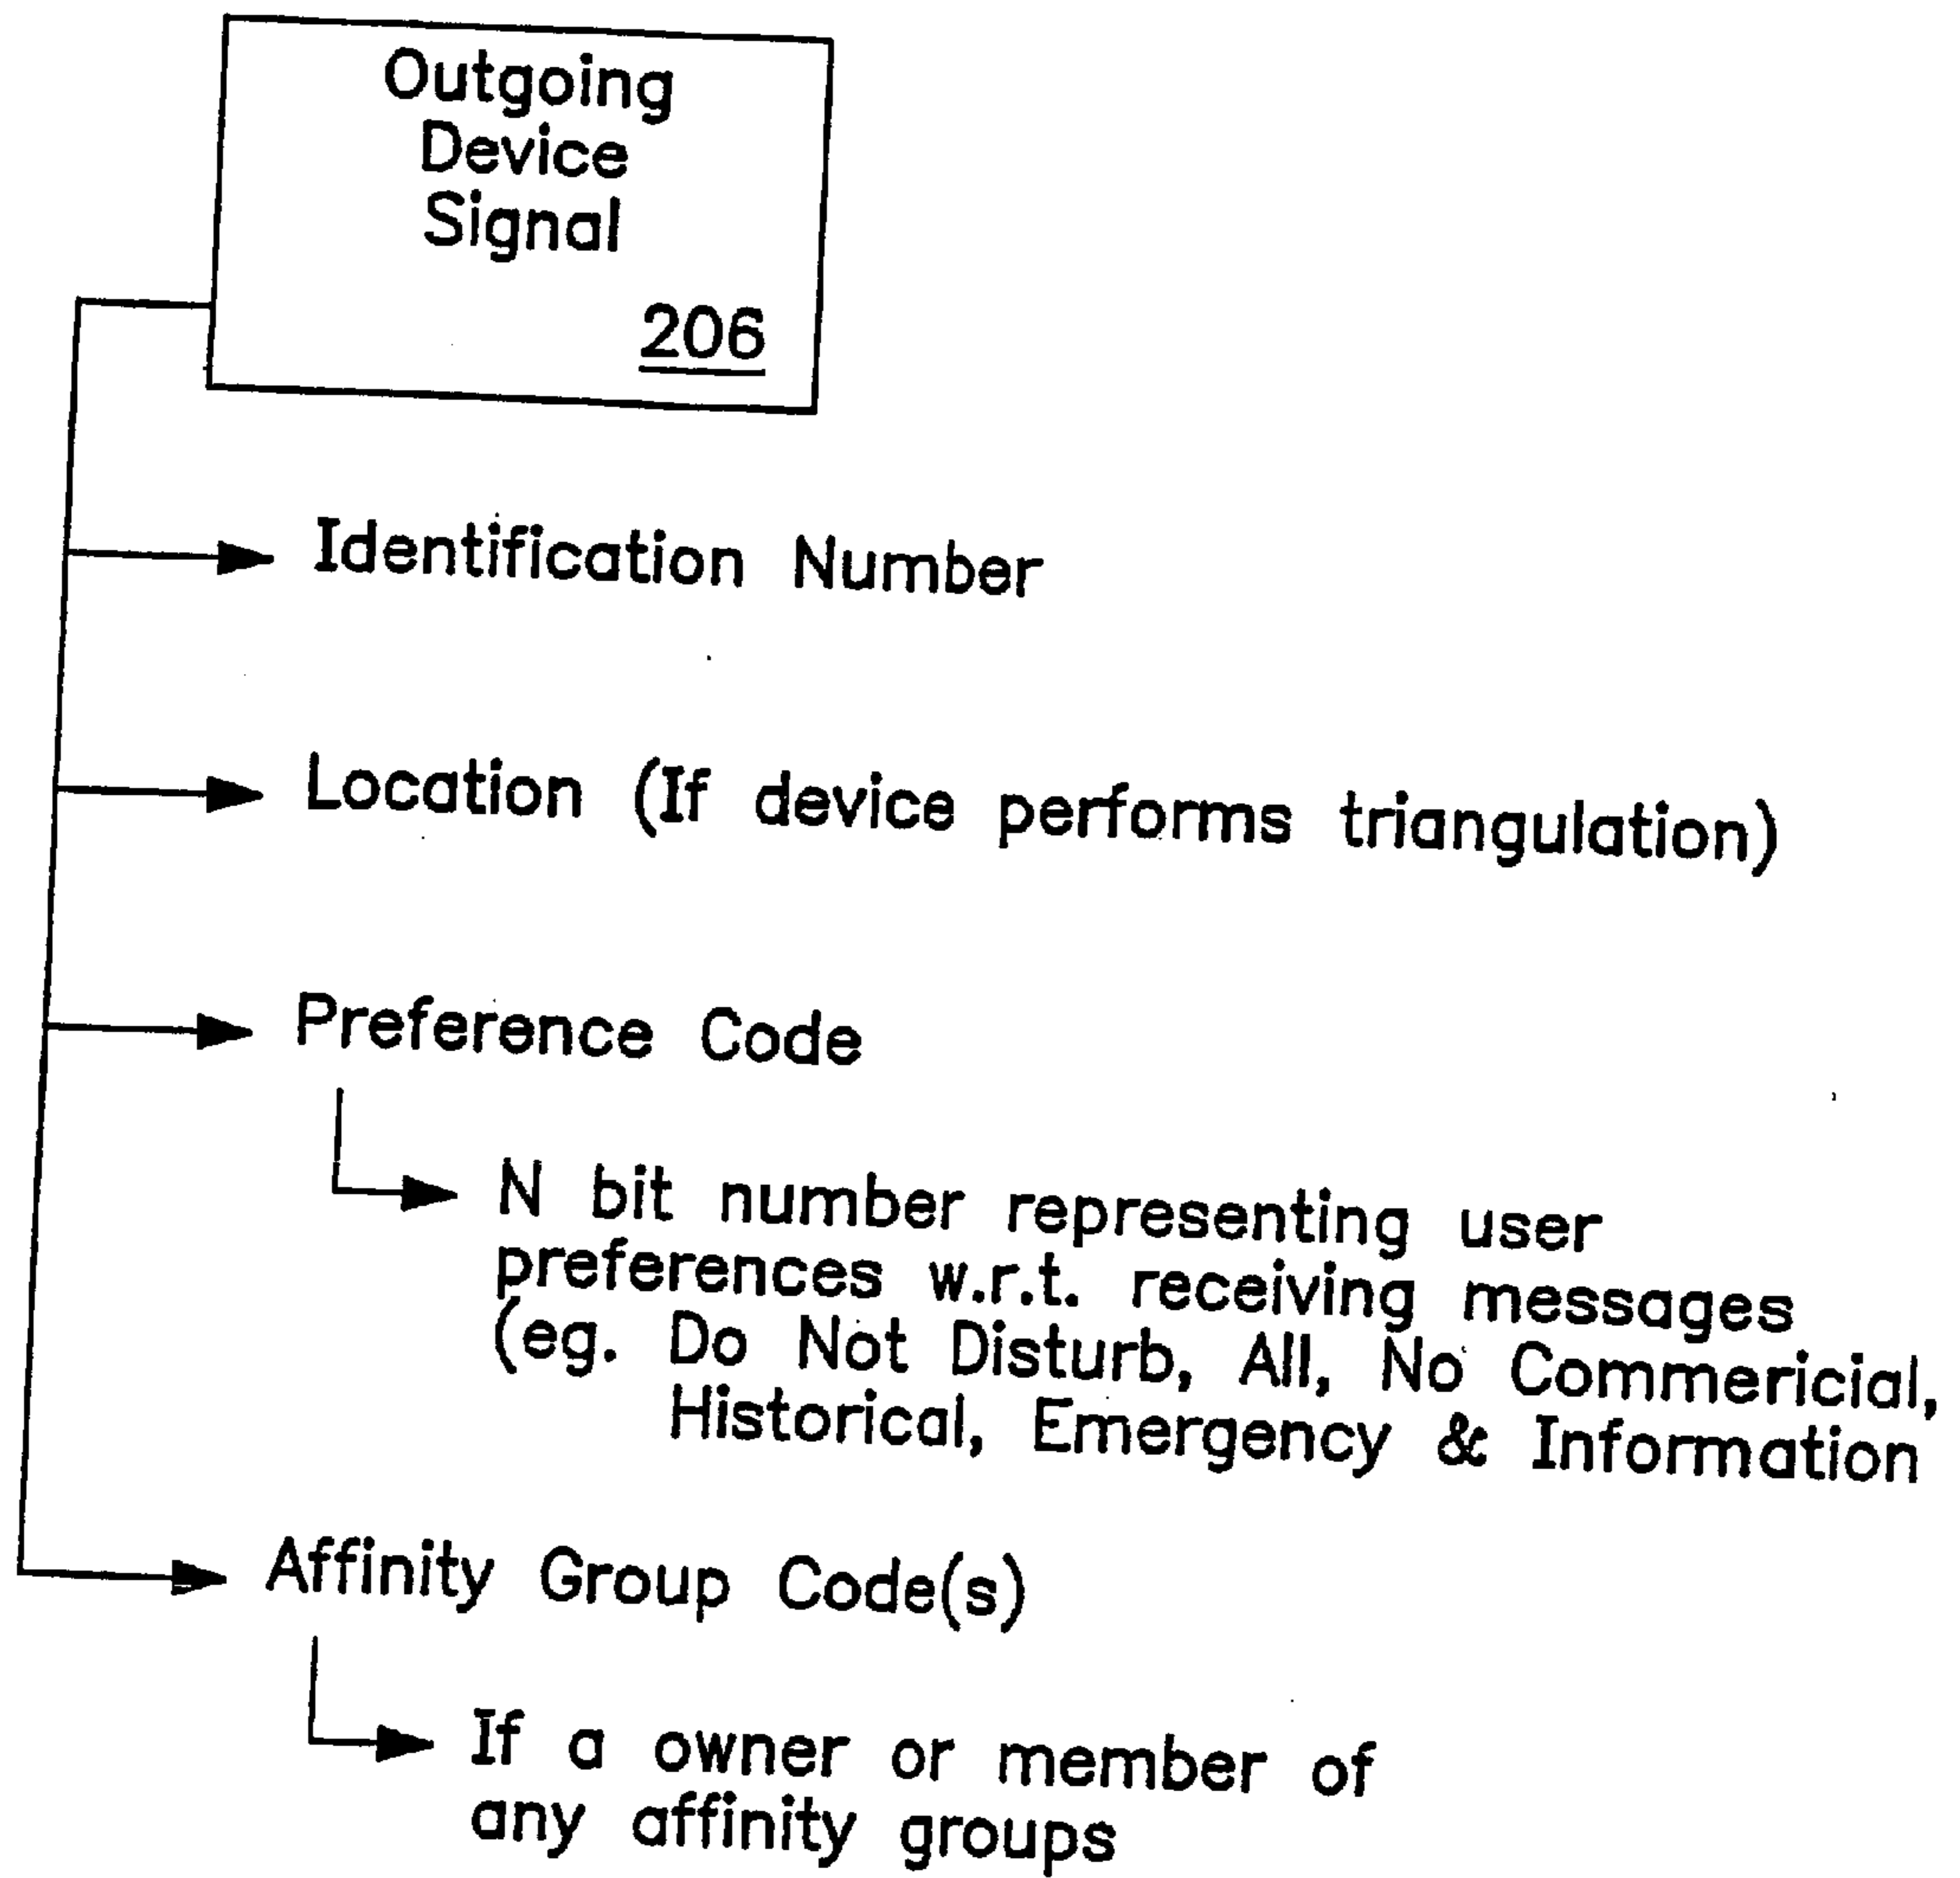 Outgoing
Device
Signal
206
Identification Number
Location (If device performs triangulation)
Preference Code
N bit number representing user
preferences w.r.t. receiving messages
(eg. Do Not Disturb, All, No Commericial,
Historical, Emergency & Information
Affinity Group Code(s)
If a owner or member of
any affinity groups